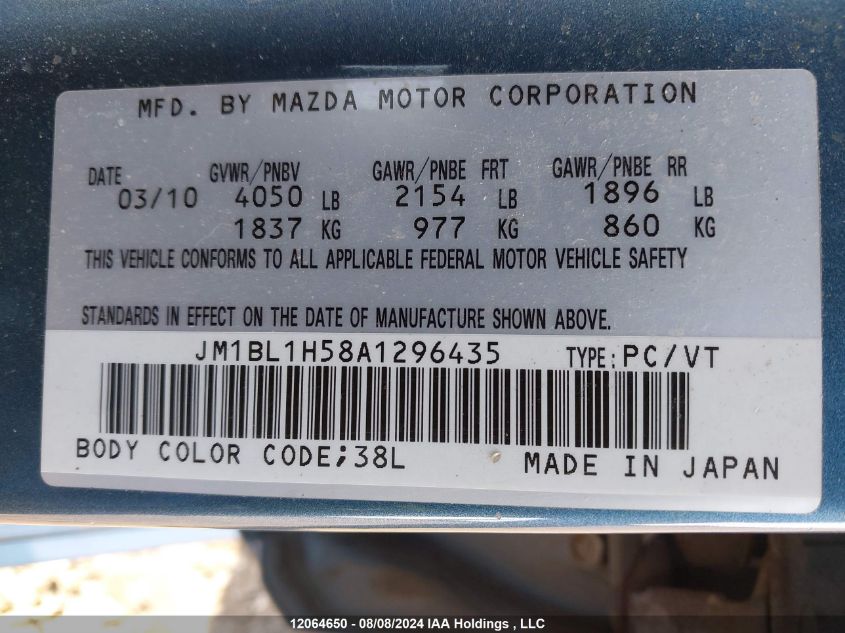 MFD. BY MAZDA MOTOR CORPORATION
DATE GVWR/PNBV GAWR/PNBE FRT GAWR/PNBE RR
03/10 4050 LB 2154 LB 1896 LB
1837 KG 977 KG 860 KG
THIS VEHICLE CONFORMS TO ALL APPLICABLE FEDERAL MOTOR VEHICLE SAFETY
STANDARDS IN EFFECT ON THE DATE OF MANUFACTURE SHOWN ABOVE.
JM1BL1H58A1296435 TYPE:PC/VT
BODY COLOR CODE;38L MADE IN JAPAN
12064650 - 08/08/2024 IAA Holdings , LLC